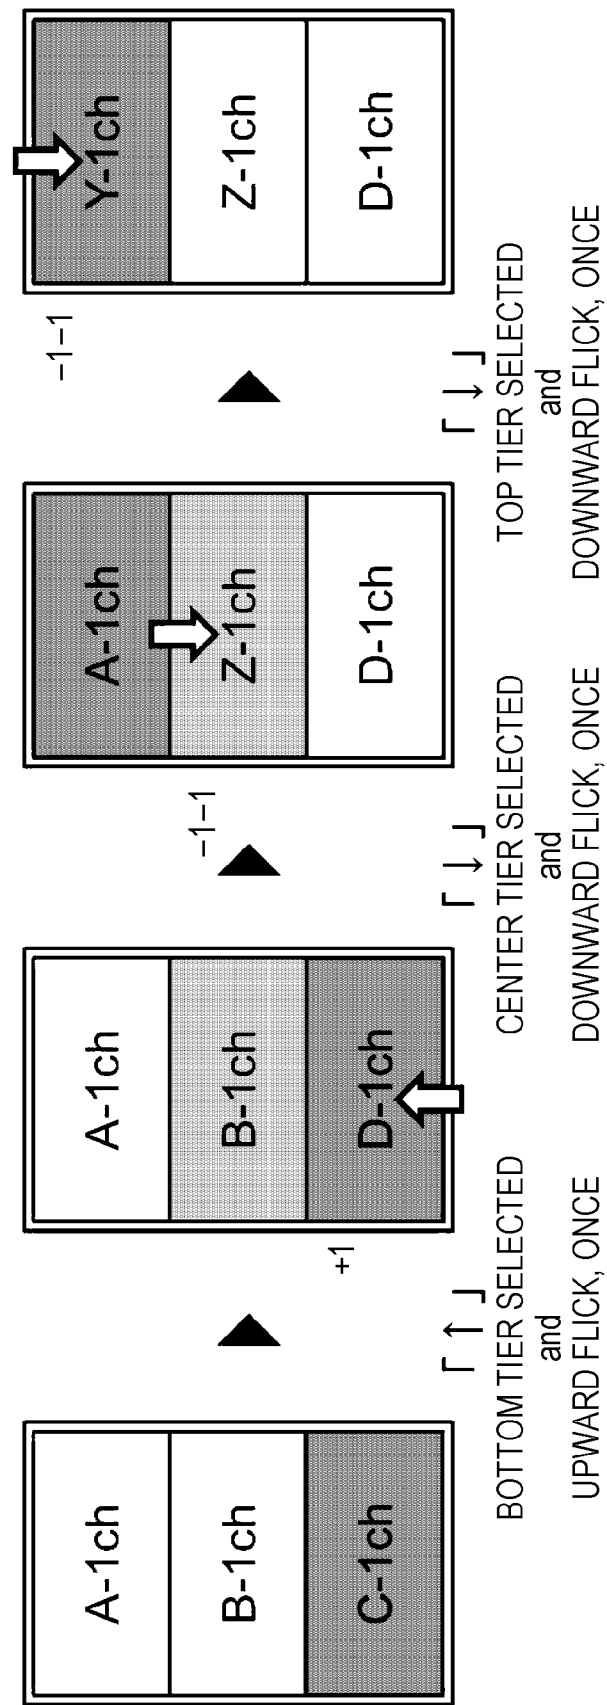 A-1ch
B-1ch
C-1ch
「↑」
BOTTOM TIER SELECTED
and
UPWARD FLICK, ONCE
+1
A-1ch
B-1ch
D-1ch
「↓」
CENTER TIER SELECTED
and
DOWNWARD FLICK, ONCE
−1−1
A-1ch
Z-1ch
D-1ch
「↓」
TOP TIER SELECTED
and
DOWNWARD FLICK, ONCE
−1−1
Y-1ch
Z-1ch
D-1ch